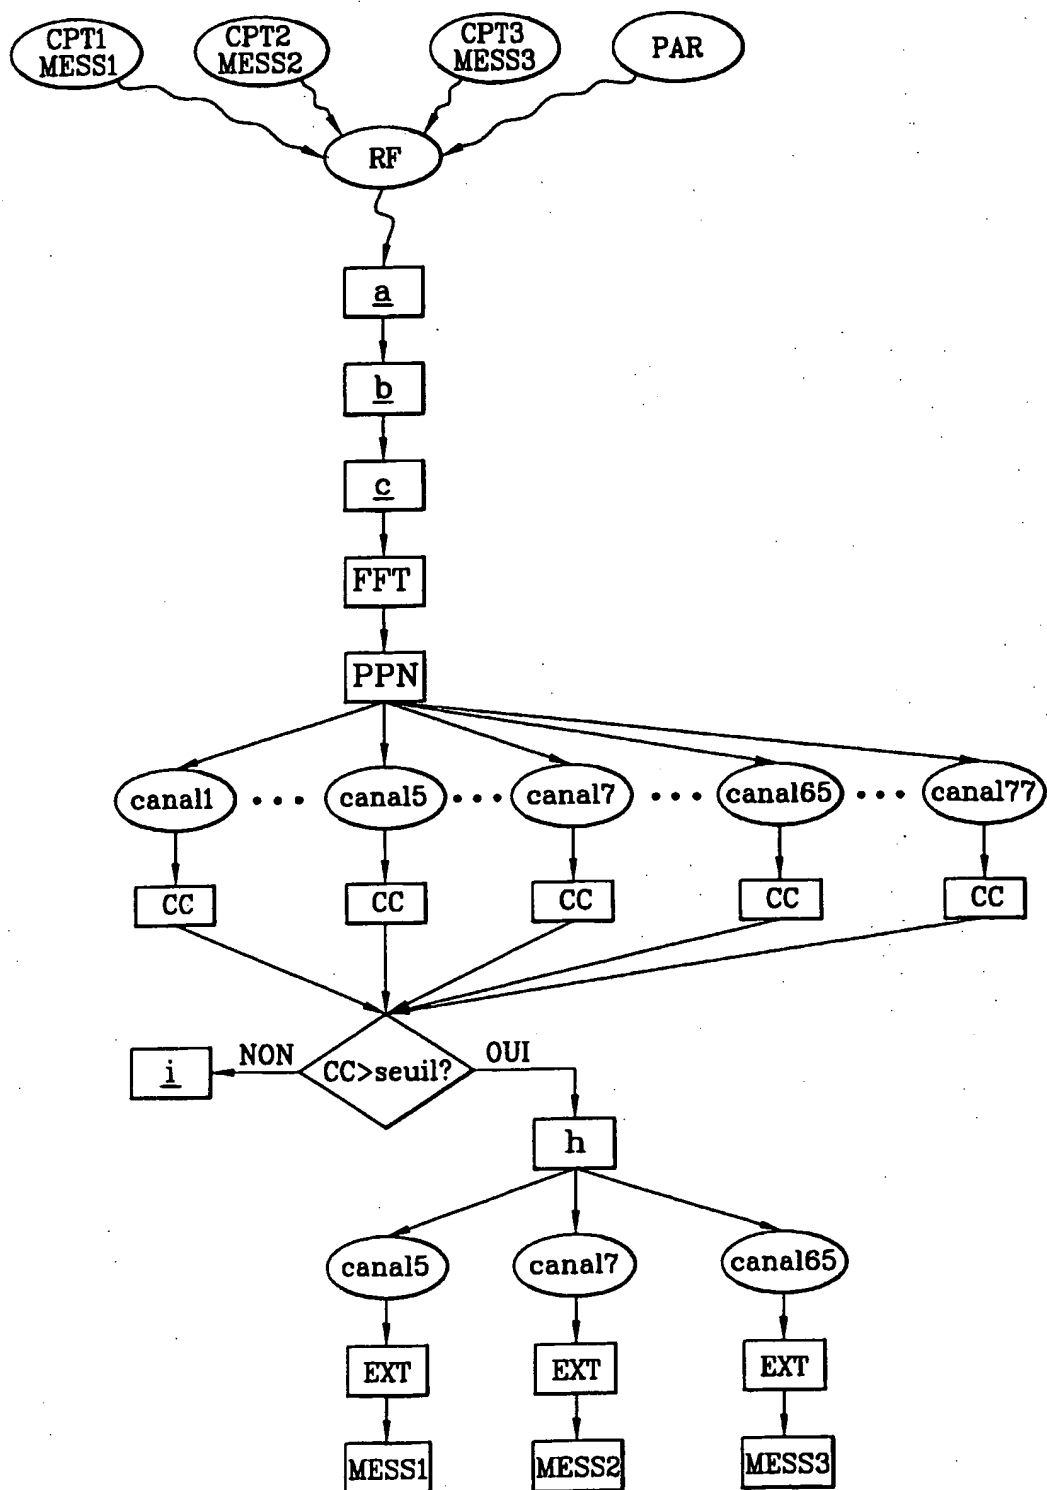 CPT1
MESS1
CPT2
MESS2
CPT3
MESS3
PAR
RF
a
b
c
FFT
PPN
canal1 • • • canal5 • • • canal7 • • • canal65 • • • canal77
CC CC CC CC CC
i NON CC>seuil? OUI
h
canal5 canal7 canal65
EXT EXT EXT
MESS1 MESS2 MESS3